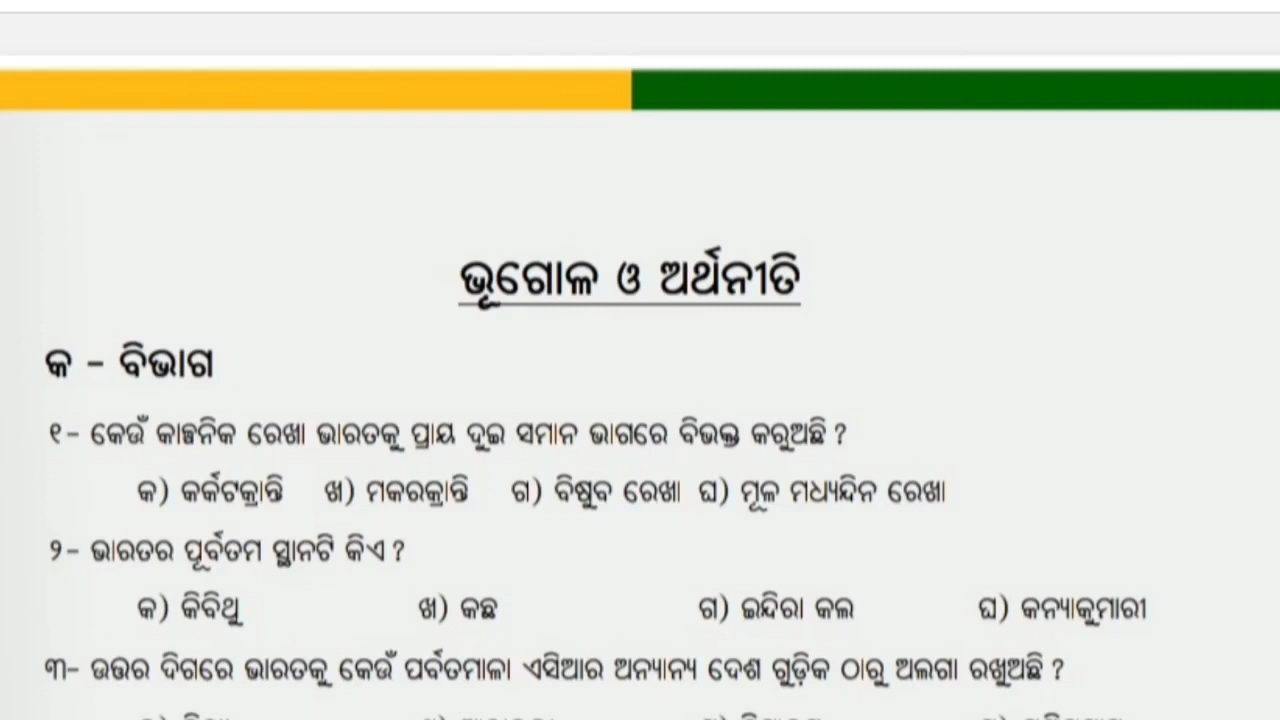 ଭୂଗୋଳ ଓ ଅର୍ଥନୀତି
କ – ବିଭାଗ
୧– କେଉଁ କାଳ୍ପନିକ ରେଖା ଭାରତକୁ ପ୍ରାୟ ଦୁଇ ସମାନ ଭାଗରେ ବିଭକ୍ତ କରୁଅଛି ?
କ) କର୍କଟକ୍ରାନ୍ତି ଖ) ମକରକ୍ରାନ୍ତି ଗ) ବିଷୁବ ରେଖା ଘ) ମୂଳ ମଧ୍ୟନ୍ଦିନ ରେଖା
୨– ଭାରତର ପୂର୍ବତମ ସ୍ଥାନଟି କିଏ ?
କ) କିବିଥୁ ଖ) କଛ ଗ) ଇନ୍ଦିରା କଲ ଘ) କନ୍ୟାକୁମାରୀ
୩– ଉତ୍ତର ଦିଗରେ ଭାରତକୁ କେଉଁ ପର୍ବତମାଳା ଏସିଆର ଅନ୍ୟାନ୍ୟ ଦେଶ ଗୁଡ଼ିକ ଠାରୁ ଅଲଗା ରଖୁଅଛି ?